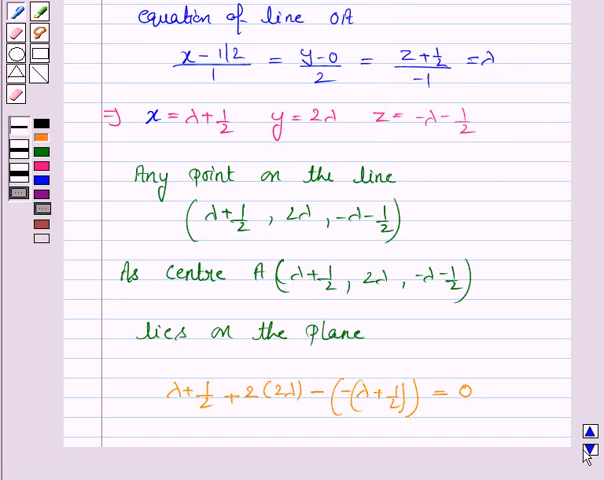 equation of line OA
x - 1/2 / 1 = y - 0 / 2 = z + 1/2 / -1 = λ
⇒ x = λ + 1/2 y = 2λ z = -λ - 1/2
Any point on the line
(λ + 1/2, 2λ, -λ - 1/2)
As centre A (λ + 1/2, 2λ, -λ - 1/2)
lies on the plane
λ + 1/2 + 2(2λ) - (-(λ + 1/2)) = 0